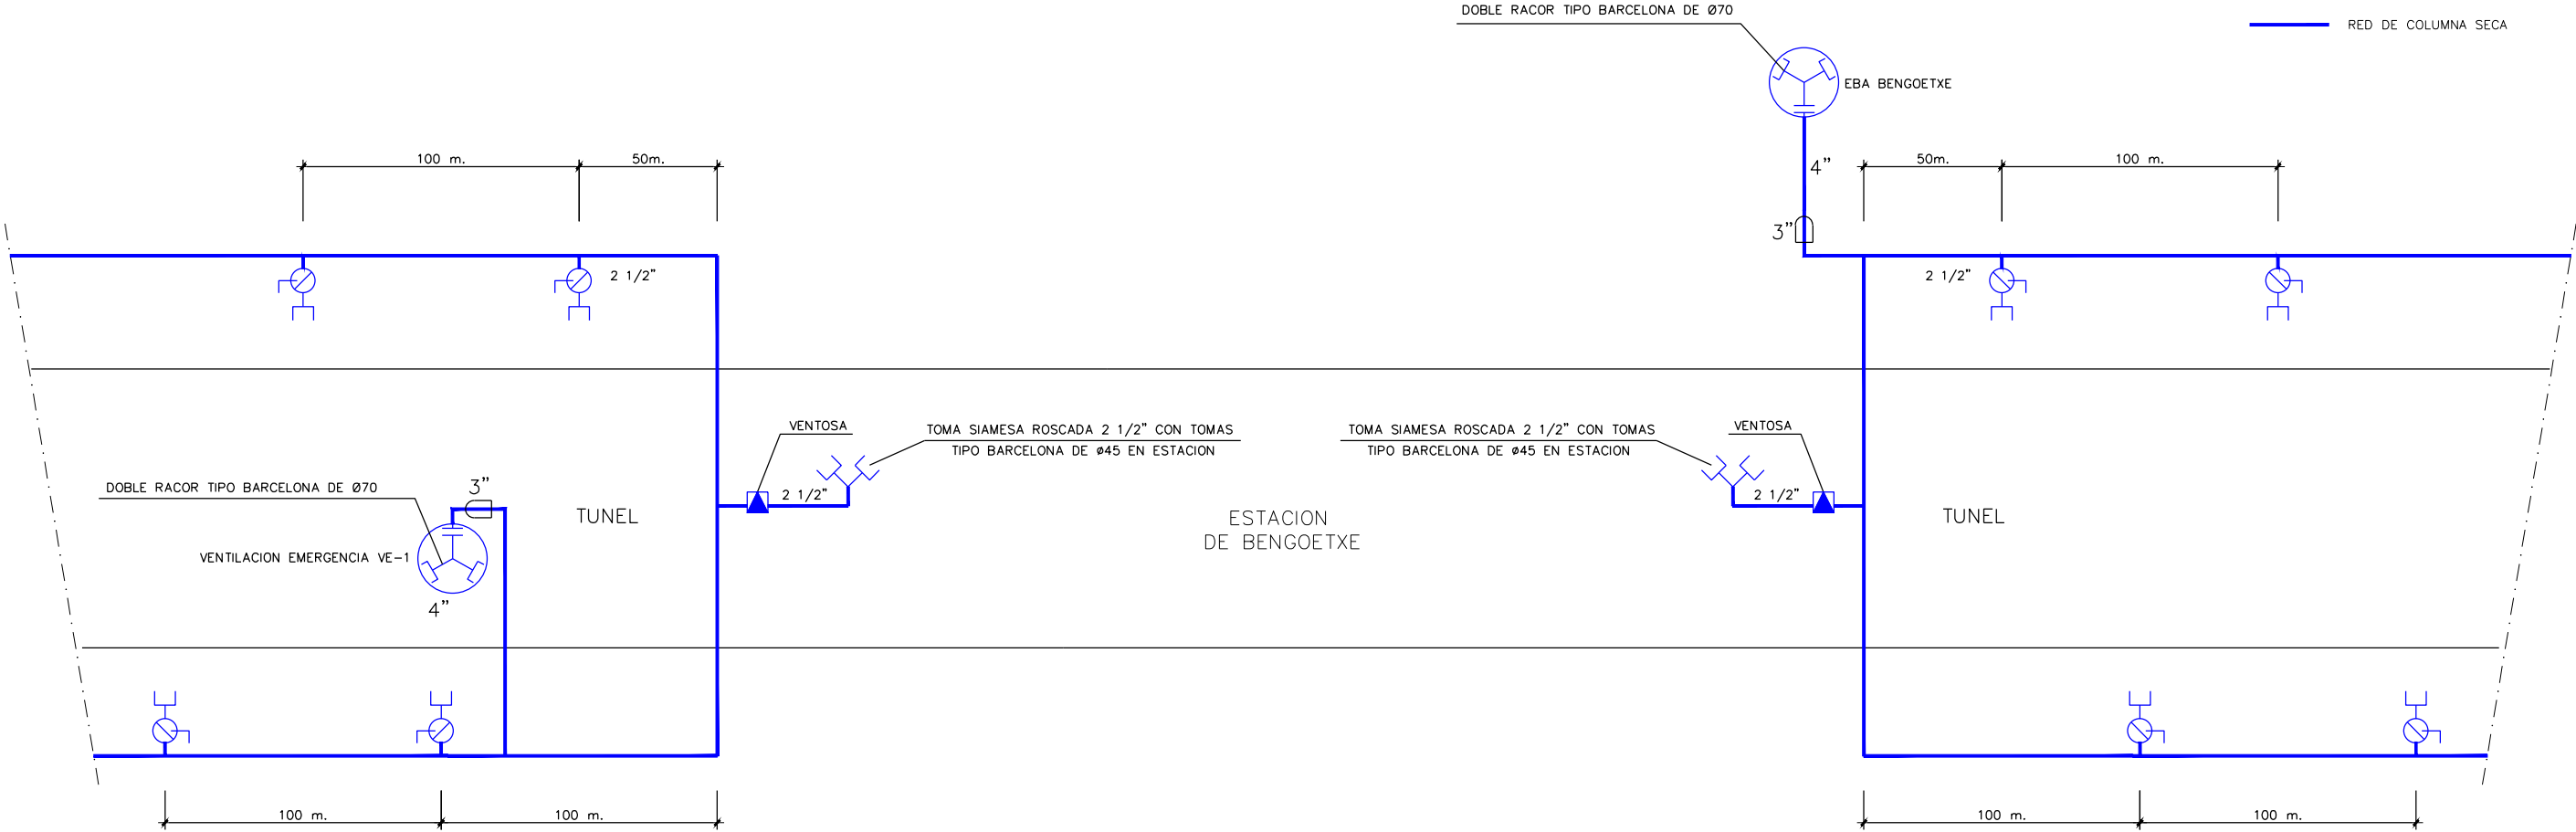 DOBLE RACOR TIPO BARCELONA DE Ø70
RED DE COLUMNA SECA
EBA BENGOETXE
100 m.
50m.
4"
50m.
100 m.
3"
2 1/2"
2 1/2"
VENTOSA
TOMA SIAMESA ROSCADA 2 1/2" CON TOMAS
TIPO BARCELONA DE ø45 EN ESTACION
TOMA SIAMESA ROSCADA 2 1/2" CON TOMAS
TIPO BARCELONA DE ø45 EN ESTACION
VENTOSA
DOBLE RACOR TIPO BARCELONA DE Ø70
3"
2 1/2"
2 1/2"
TUNEL
ESTACION
DE BENGOETXE
TUNEL
VENTILACION EMERGENCIA VE-1
4"
100 m.
100 m.
100 m.
100 m.